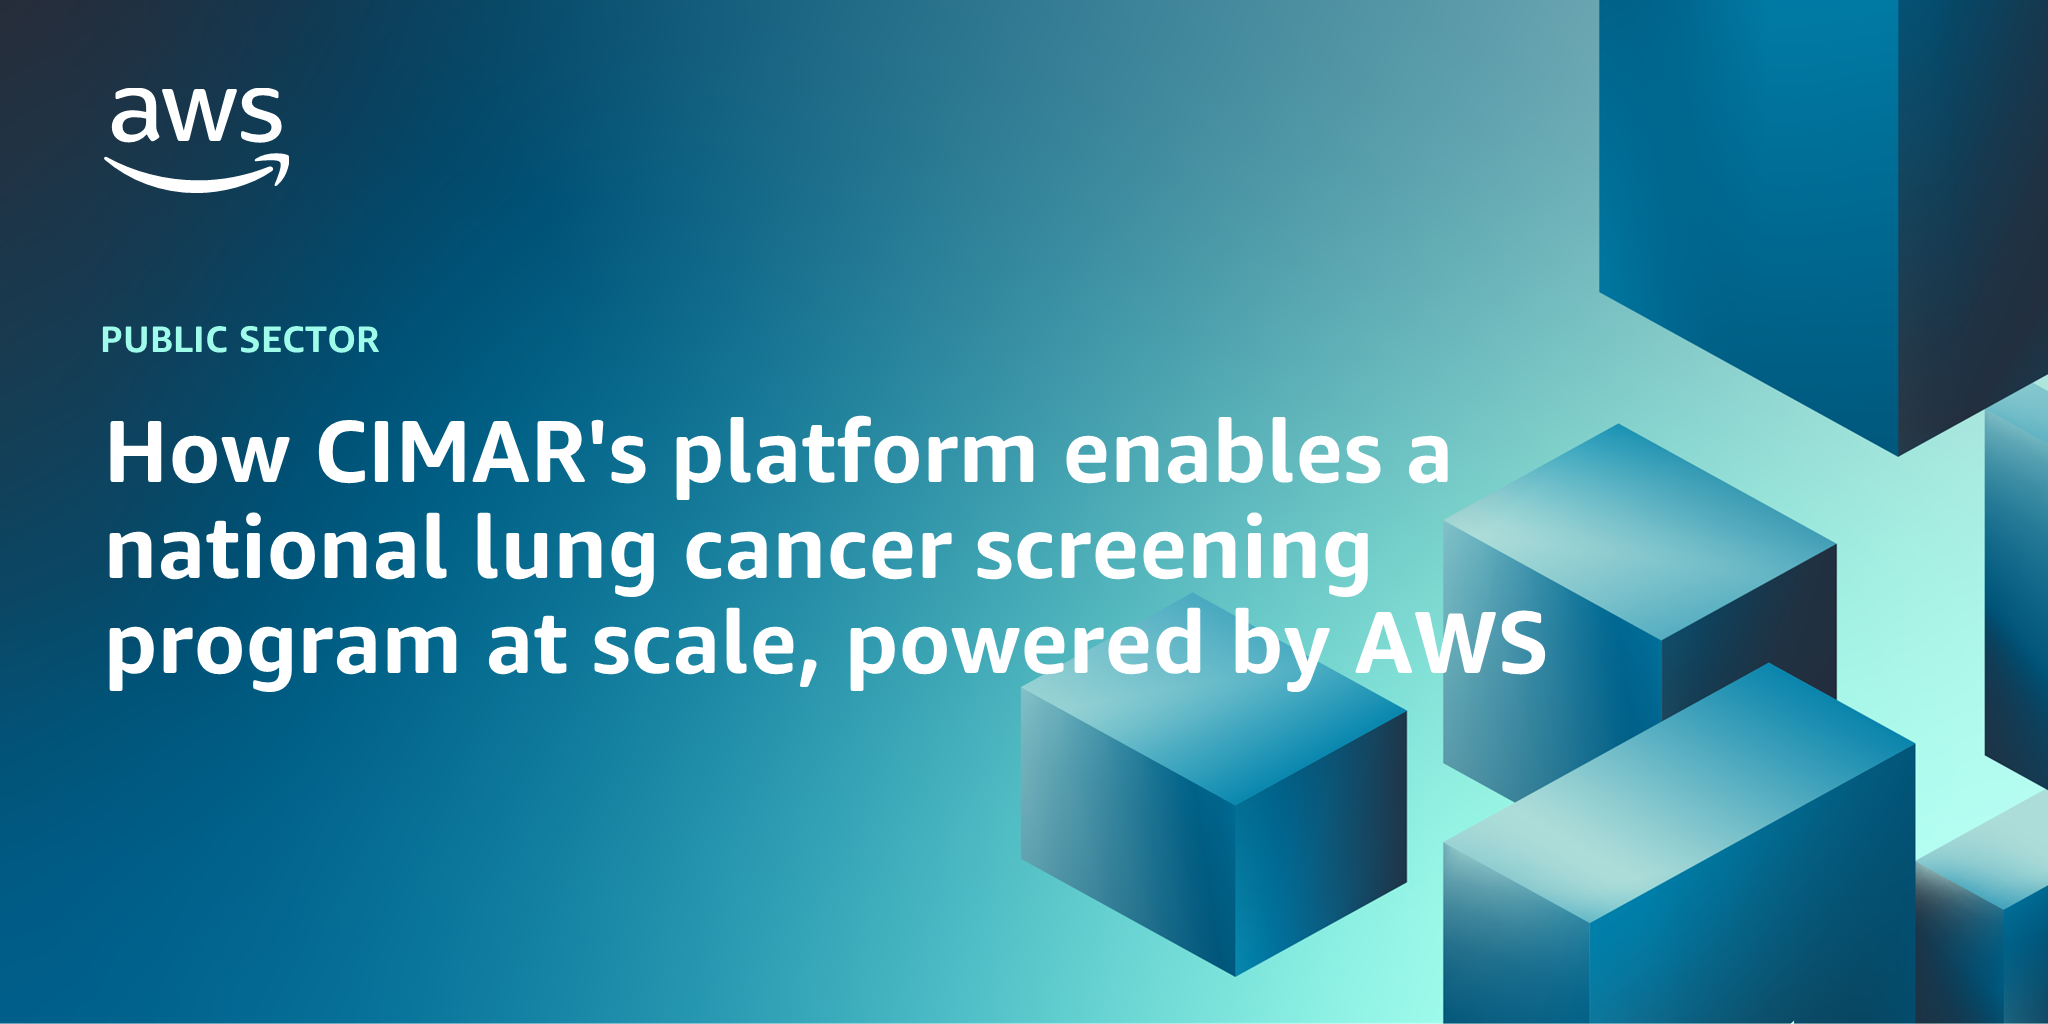 aws
PUBLIC SECTOR
How CIMAR's platform enables a
national lung cancer screening
program at scale, powered by AWS